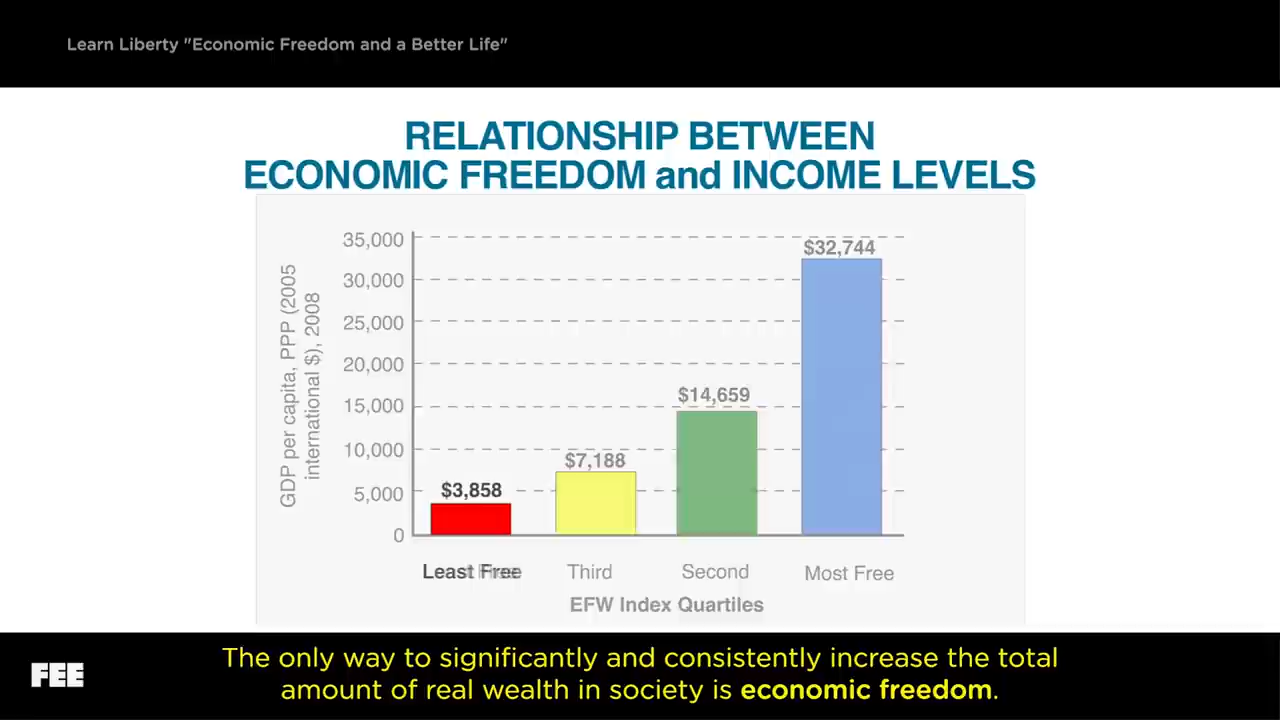 Learn Liberty "Economic Freedom and a Better Life"
RELATIONSHIP BETWEEN
ECONOMIC FREEDOM and INCOME LEVELS
GDP per capita, PPP (2005
international $), 2008
35,000
30,000
25,000
20,000
15,000
10,000
5,000
0
$3,858
$7,188
$14,659
$32,744
Least Free
Third
Second
Most Free
EFW Index Quartiles
FEE
The only way to significantly and consistently increase the total
amount of real wealth in society is economic freedom.